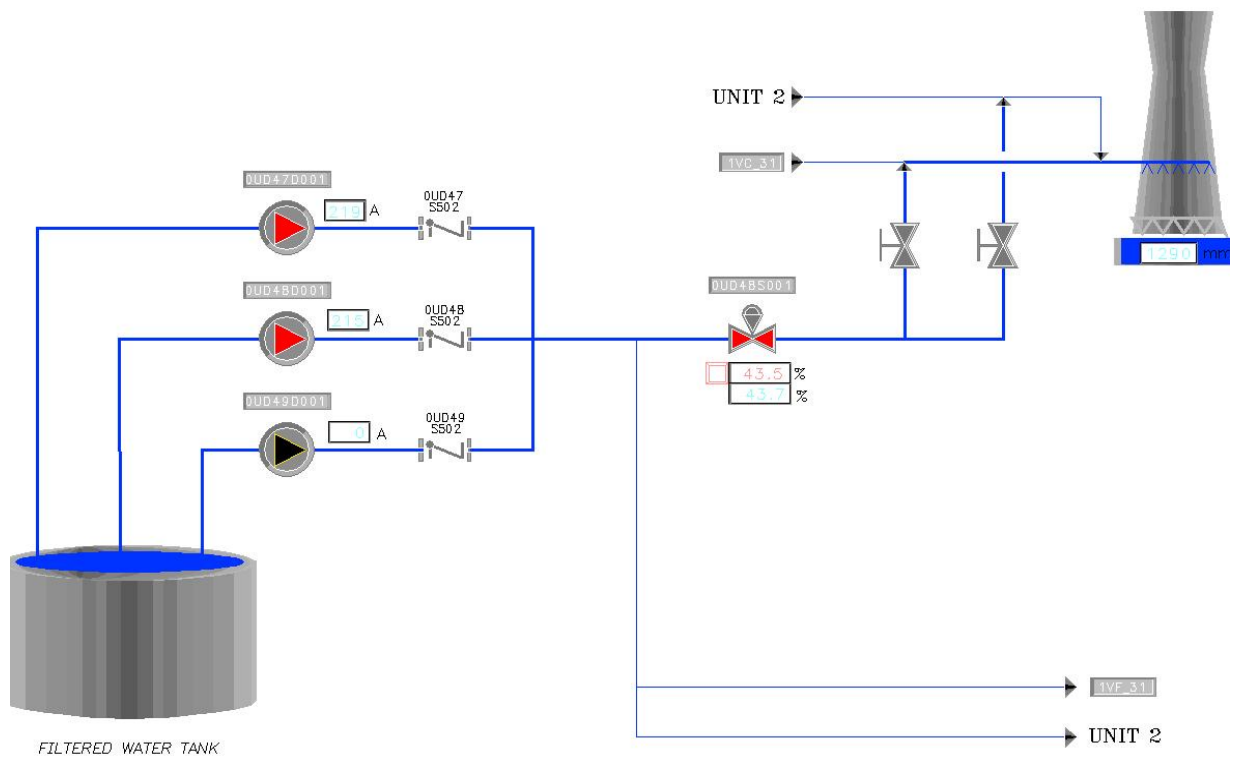 UNIT 2
1VC_31
0UD47D001
219 A
0UD47
S502
0UD48D001
215 A
0UD48
S502
0UD48S001
43.5 %
43.7 %
0UD49D001
0 A
0UD49
S502
1290 mm
1VF_31
UNIT 2
FILTERED WATER TANK